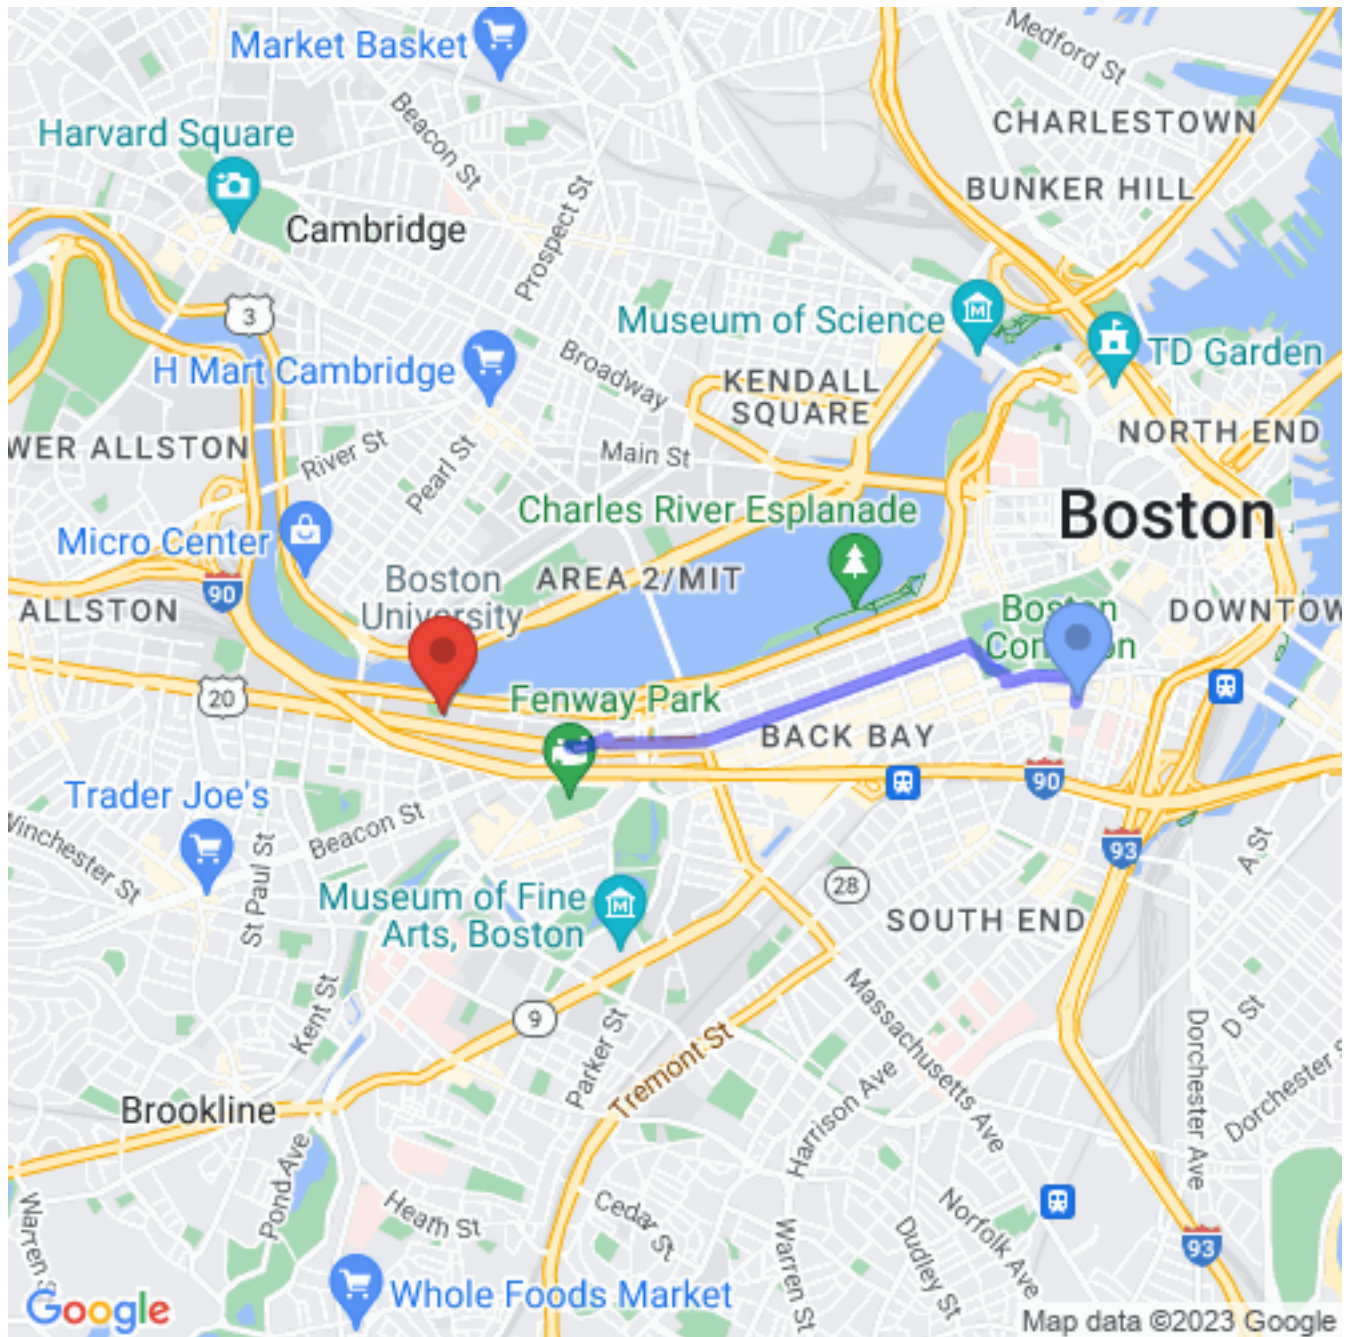 Market Basket
Medford St
Beacon St
CHARLESTOWN
Harvard Square
BUNKER HILL
Cambridge
Prospect St
3
Museum of Science
TD Garden
H Mart Cambridge
Broadway
KENDALL
SQUARE
WER ALLSTON
River St
Pearl St
Main St
NORTH END
Charles River Esplanade
Boston
Micro Center
Boston
University
AREA 2/MIT
90
ALLSTON
Boston
Common
DOWNTOW
20
Fenway Park
BACK BAY
90
Trader Joe's
Winchester St
St Paul St
Beacon St
93
A St
28
Museum of Fine
Arts, Boston
SOUTH END
Kent St
9
Parker St
Tremont St
Massachusetts Ave
Harrison Ave
Dorchester Ave
D St
Dorchester S
Brookline
Pond Ave
Warren S
Heath St
Cedar St
Warren St
Dudley St
Norfolk Ave
93
Whole Foods Market
Google
Map data ©2023 Google